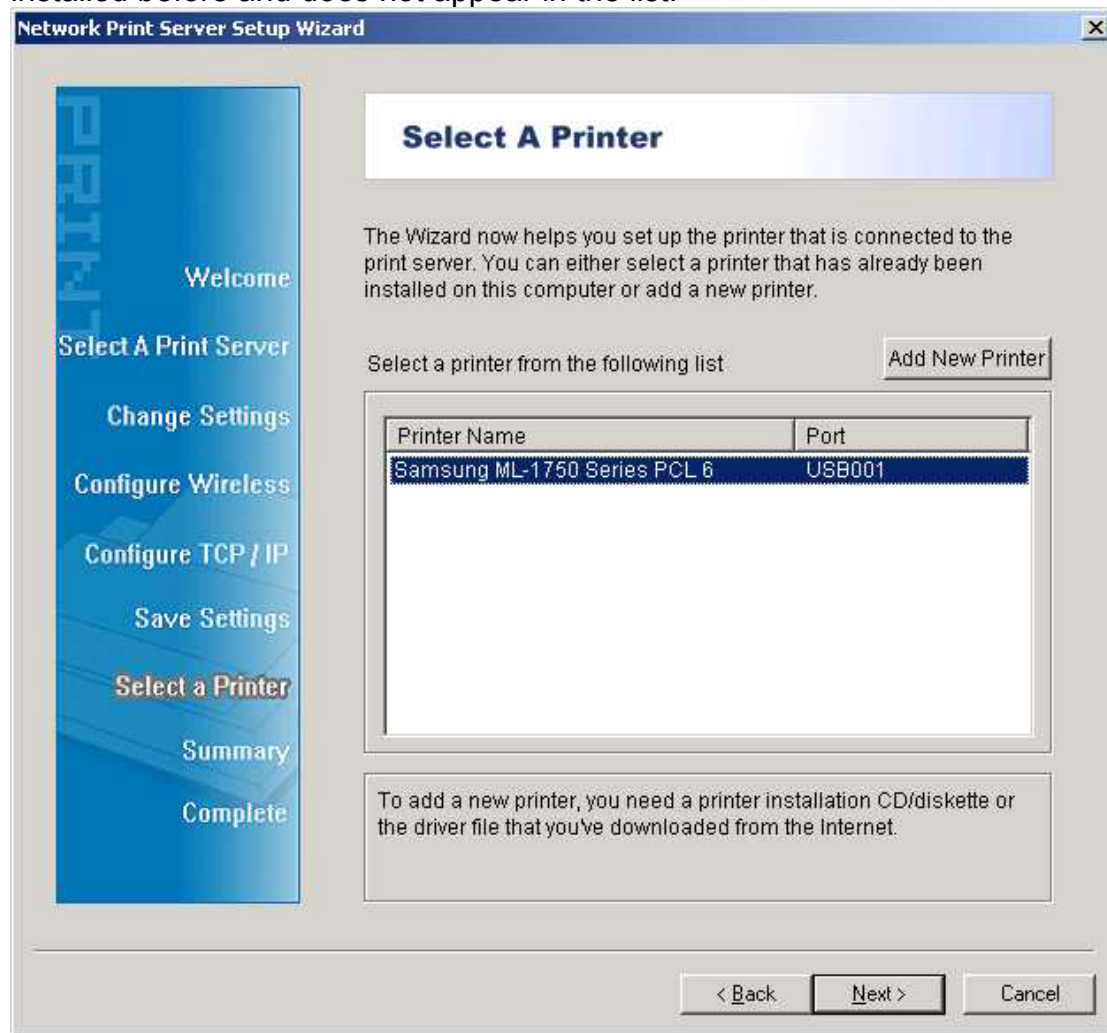 Network Print Server Setup Wizard
PRINT
Select A Printer
The Wizard now helps you set up the printer that is connected to the
print server. You can either select a printer that has already been
installed on this computer or add a new printer.
Welcome
Select A Print Server
Change Settings
Configure Wireless
Configure TCP / IP
Save Settings
Select a Printer
Summary
Complete
Select a printer from the following list
Add New Printer
Printer Name Port
Samsung ML-1750 Series PCL 6 USB001
To add a new printer, you need a printer installation CD/diskette or
the driver file that you've downloaded from the Internet.
< Back Next > Cancel